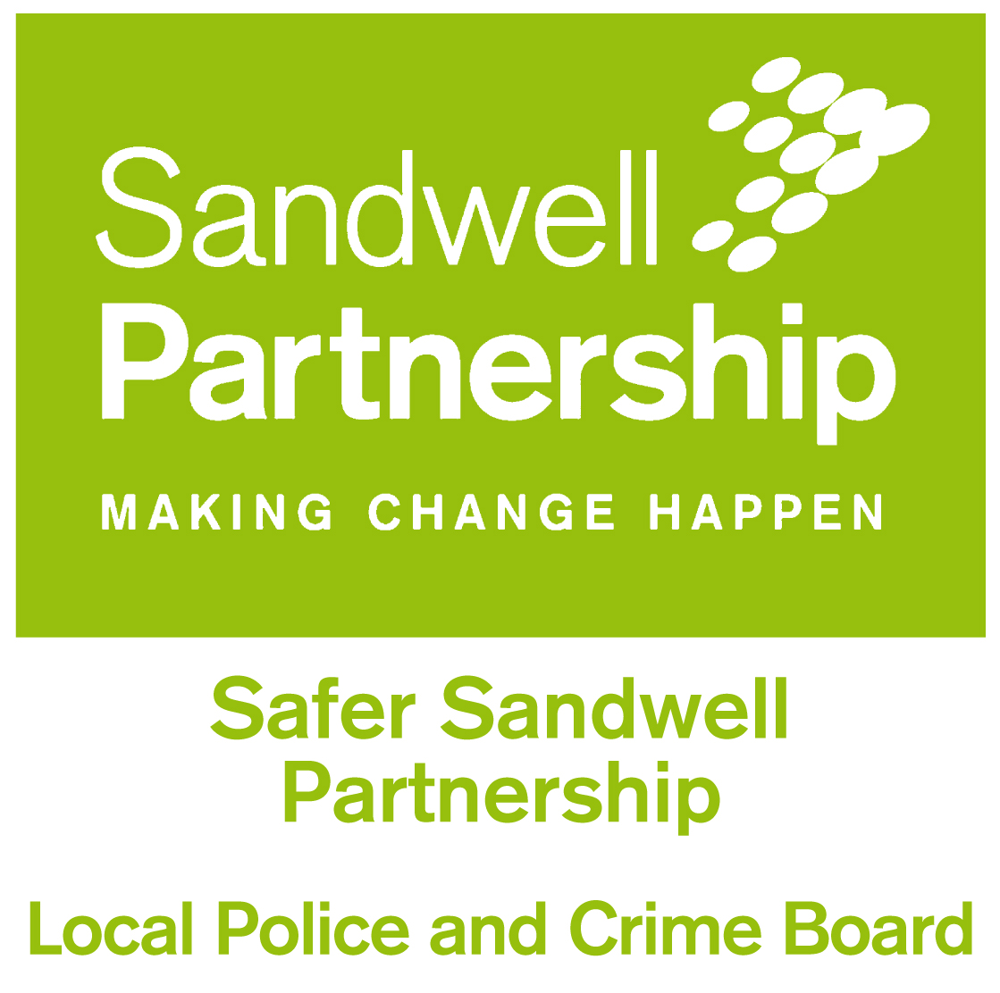 Sandwell
Partnership
MAKING CHANGE HAPPEN
Safer Sandwell
Partnership
Local Police and Crime Board